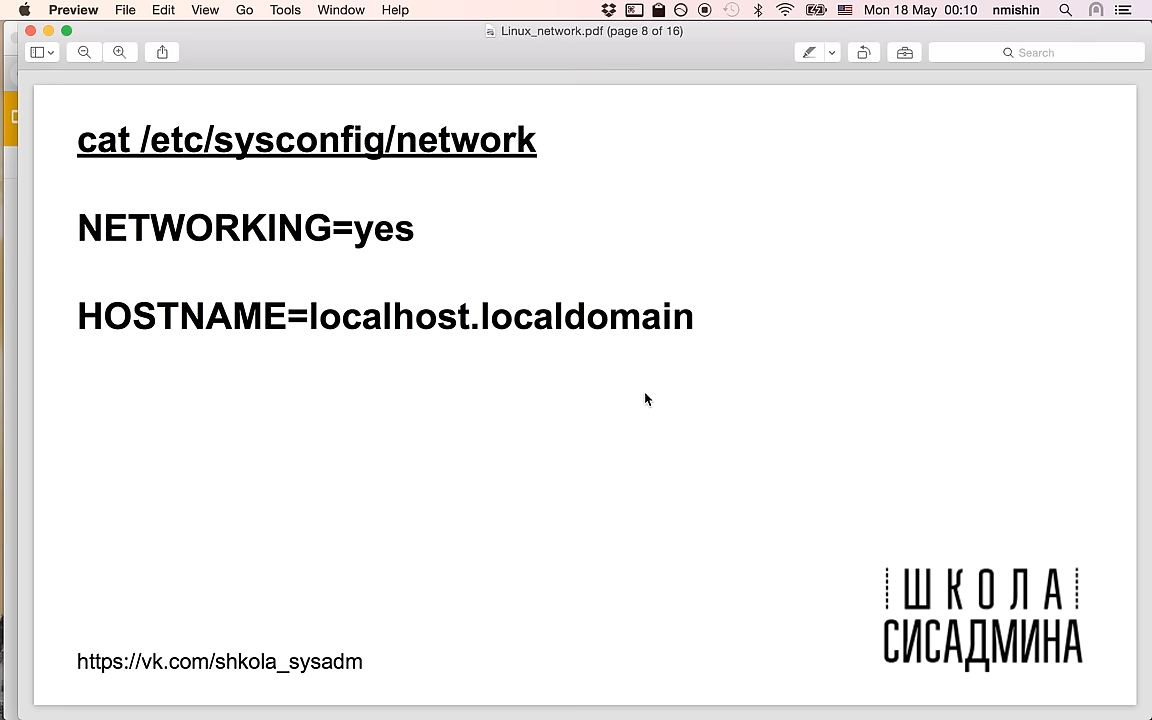 Preview File Edit View Go Tools Window Help Mon 18 May 00:10 nmishin
Linux_network.pdf (page 8 of 16)
Search
cat /etc/sysconfig/network
NETWORKING=yes
HOSTNAME=localhost.localdomain
ШКОЛА
СИСАДМИНА
https://vk.com/shkola_sysadm